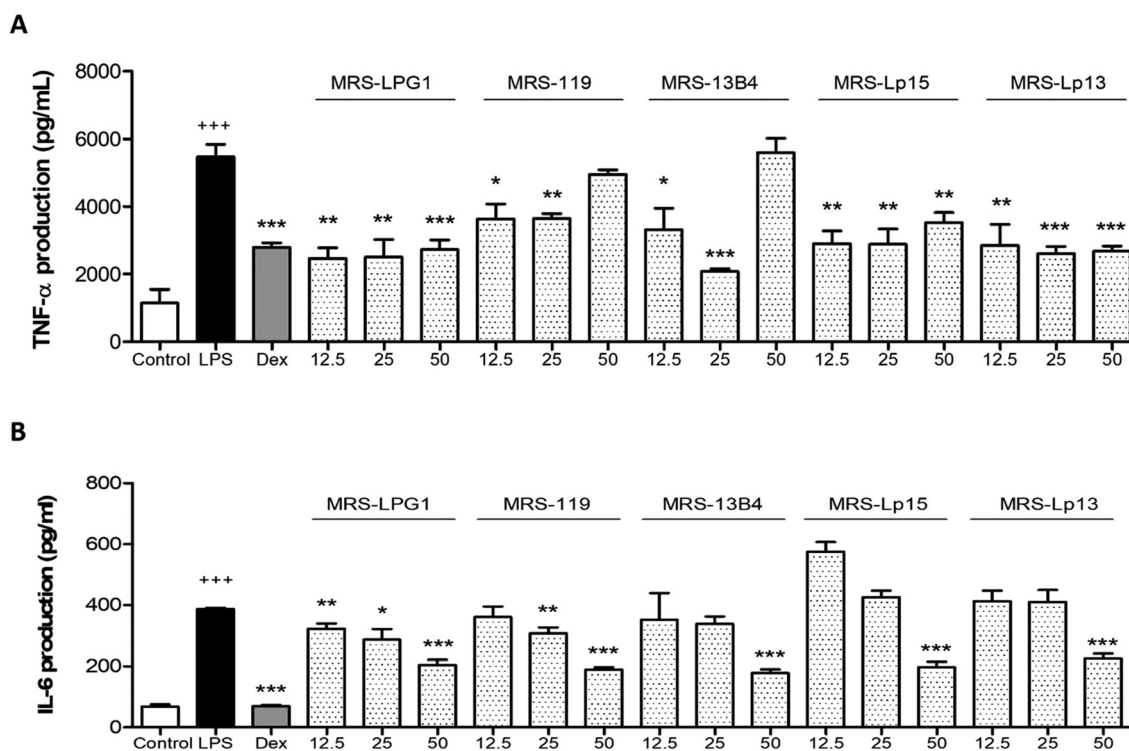 A
TNF-α production (pg/mL)
8000
6000
4000
2000
0
MRS-LPG1 MRS-119 MRS-13B4 MRS-Lp15 MRS-Lp13
+++
*** ** ** *** * ** * *** ** ** ** ** *** ***
Control LPS Dex 12.5 25 50 12.5 25 50 12.5 25 50 12.5 25 50 12.5 25 50
B
IL-6 production (pg/ml)
800
600
400
200
0
MRS-LPG1 MRS-119 MRS-13B4 MRS-Lp15 MRS-Lp13
+++
*** ** * *** ** *** *** *** ***
Control LPS Dex 12.5 25 50 12.5 25 50 12.5 25 50 12.5 25 50 12.5 25 50